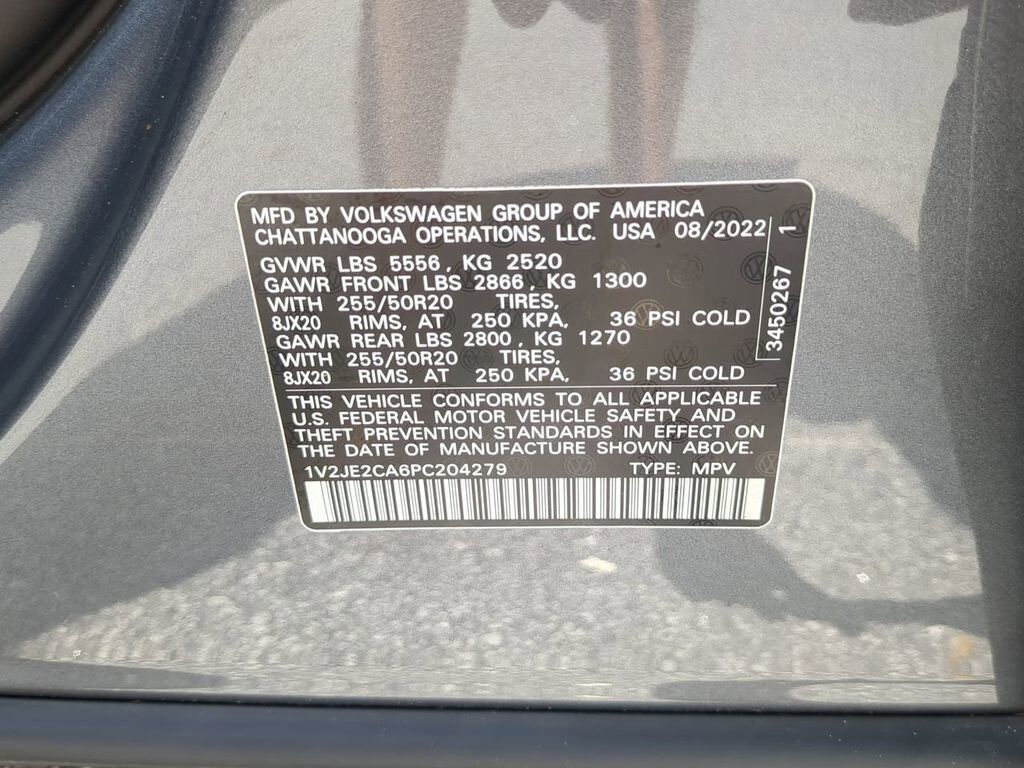 MFD BY VOLKSWAGEN GROUP OF AMERICA
CHATTANOOGA OPERATIONS, LLC. USA 08/2022
GVWR LBS 5556, KG 2520
GAWR FRONT LBS 2866, KG 1300
WITH 255/50R20 TIRES,
8JX20 RIMS, AT 250 KPA, 36 PSI COLD
GAWR REAR LBS 2800, KG 1270
WITH 255/50R20 TIRES,
8JX20 RIMS, AT 250 KPA, 36 PSI COLD
3450267 1
THIS VEHICLE CONFORMS TO ALL APPLICABLE
U.S. FEDERAL MOTOR VEHICLE SAFETY AND
THEFT PREVENTION STANDARDS IN EFFECT ON
THE DATE OF MANUFACTURE SHOWN ABOVE.
1V2JE2CA6PC204279 TYPE: MPV